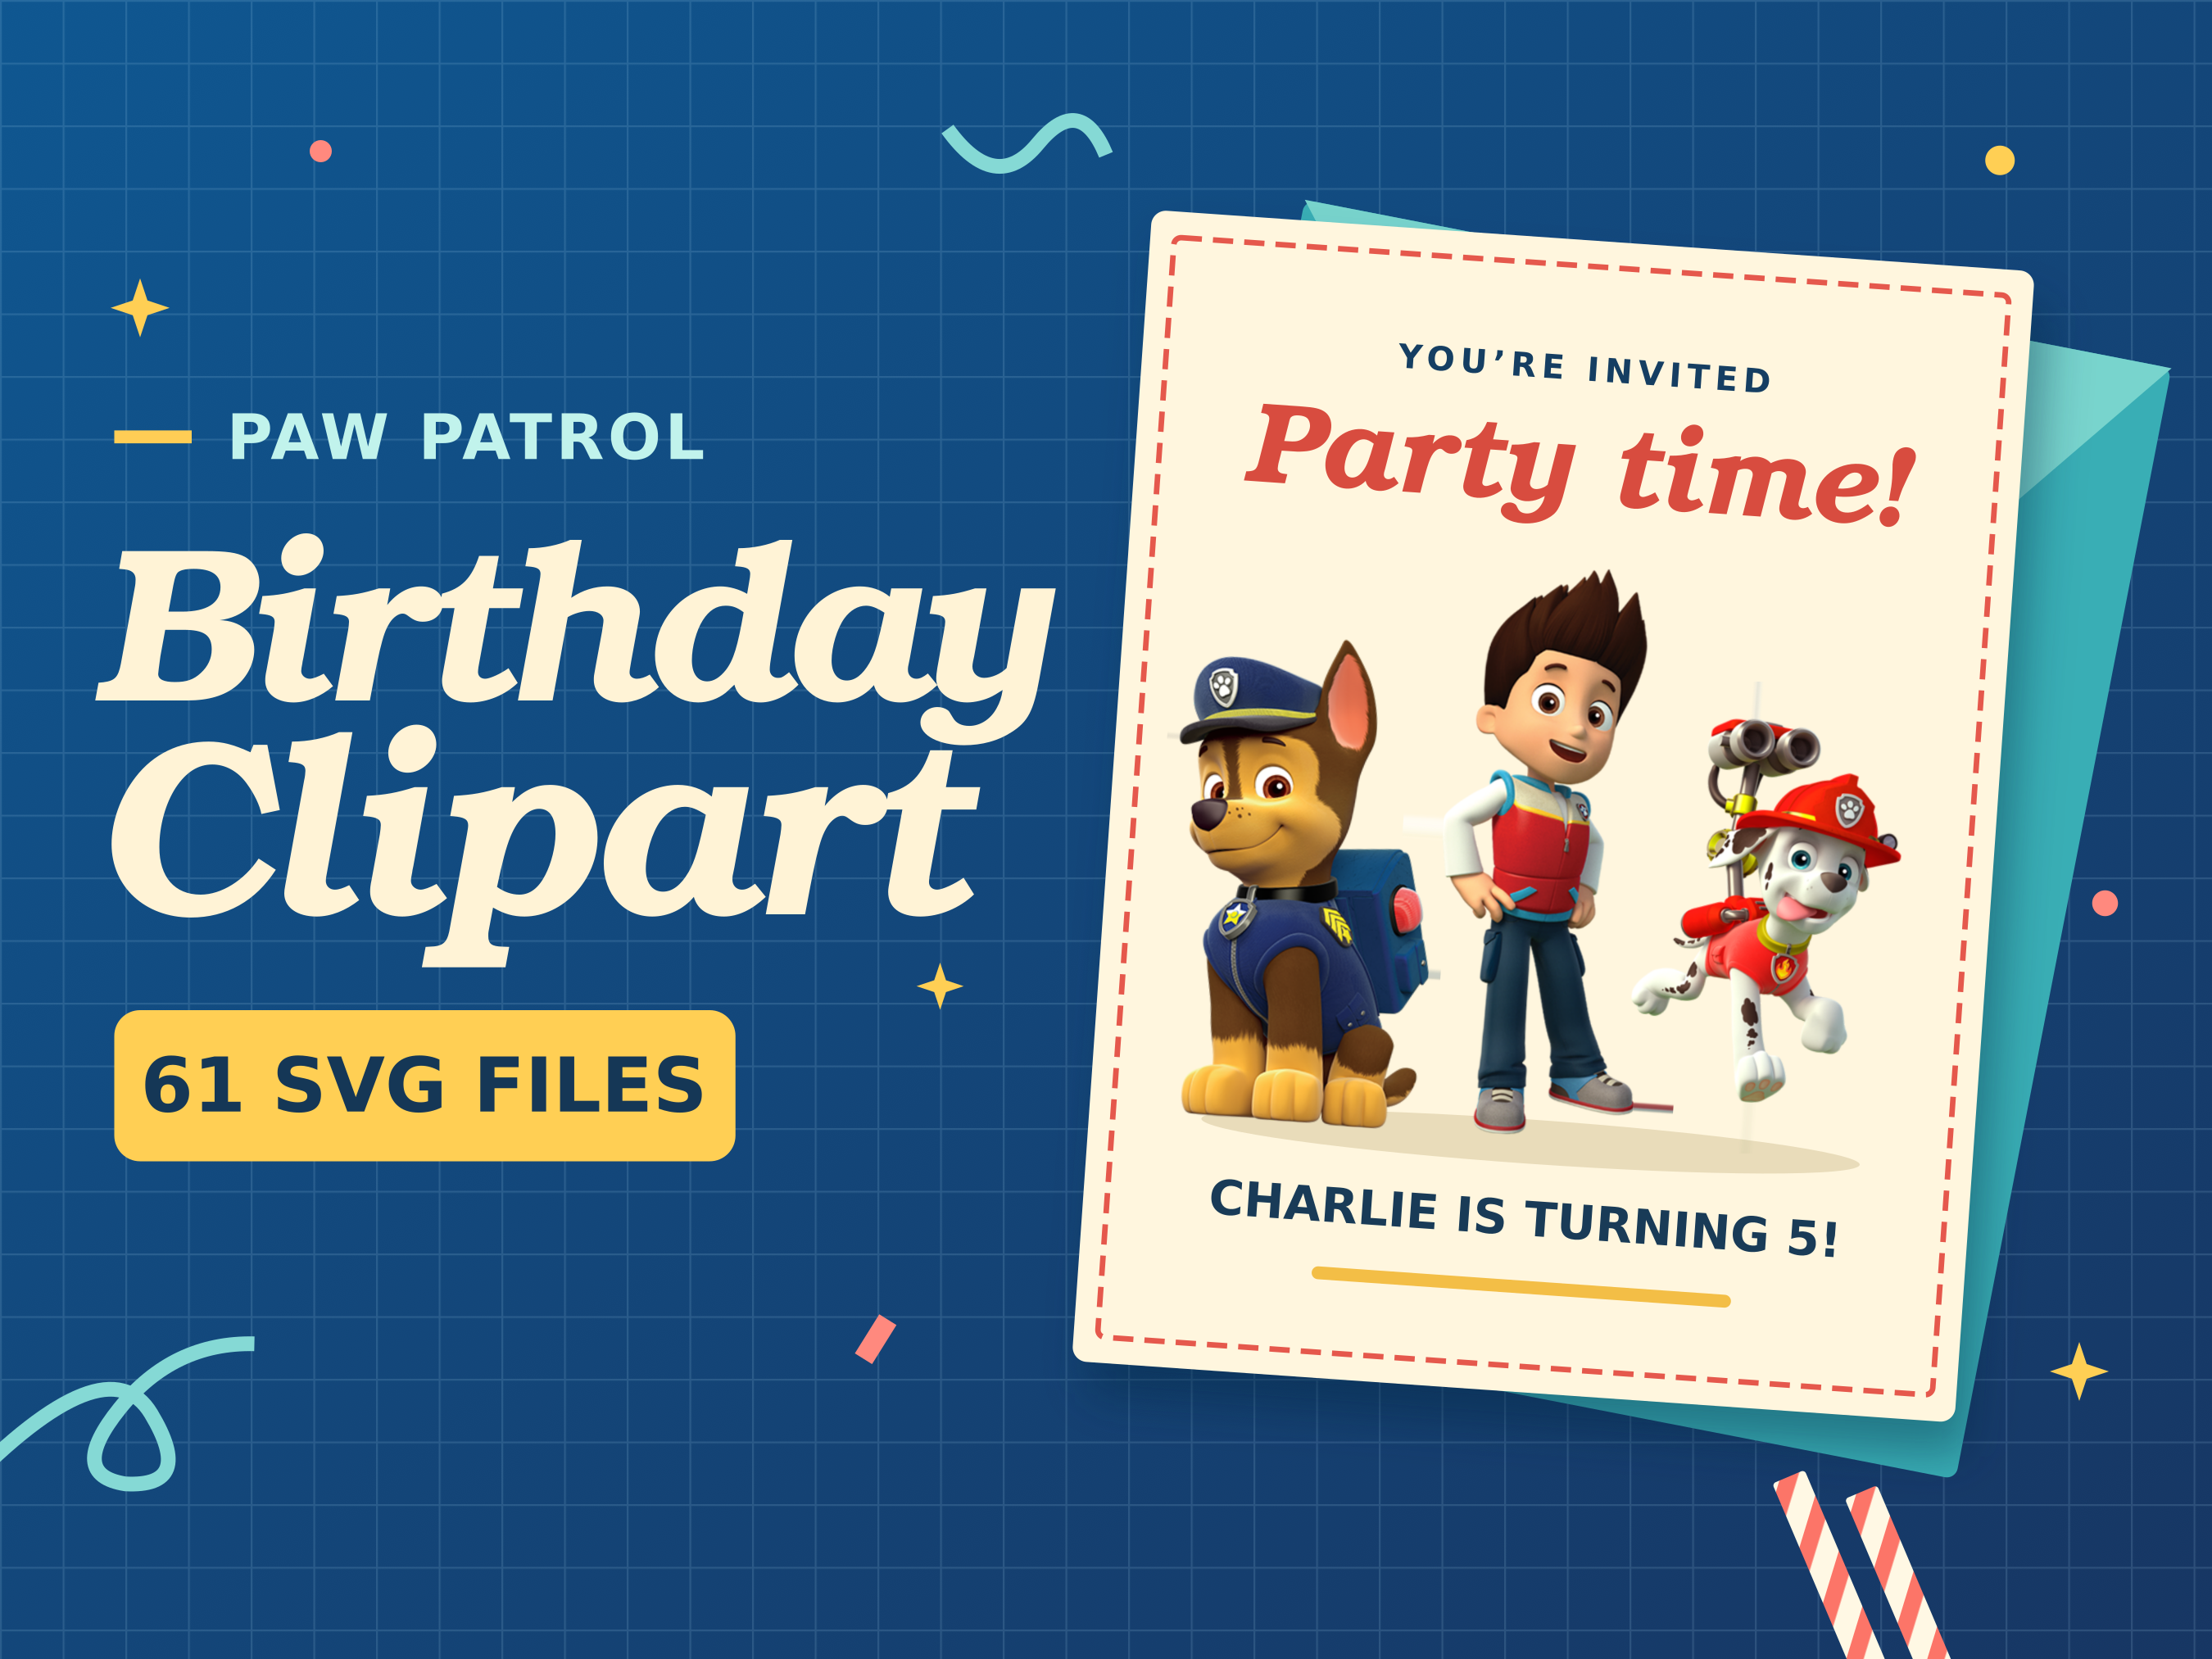 PAW PATROL
Birthday
Clipart
61 SVG FILES
YOU’RE INVITED
Party time!
CHARLIE IS TURNING 5!